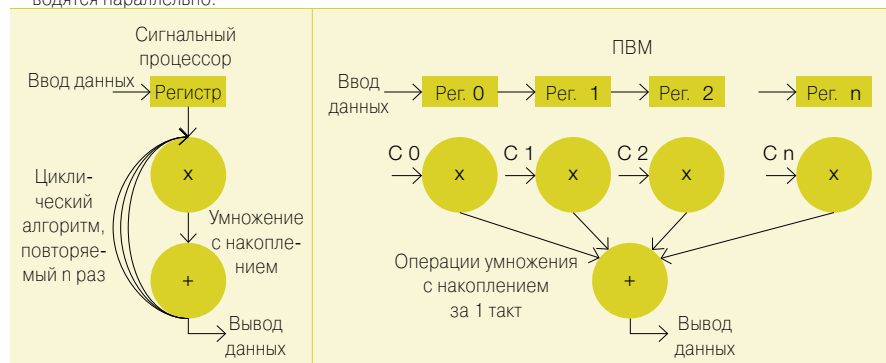 водятся параллельно.
Сигнальный
процессор
Ввод данных
Регистр
x
Цикли-
ческий
алгоритм,
повторяе-
мый n раз
Умножение
с накопле-
нием
+
Вывод
данных
ПВМ
Ввод
данных
Рег. 0
Рег. 1
Рег. 2
Рег. n
C 0
x
C 1
x
C 2
x
C n
x
Операции умножения
с накоплением
за 1 такт
+
Вывод
данных